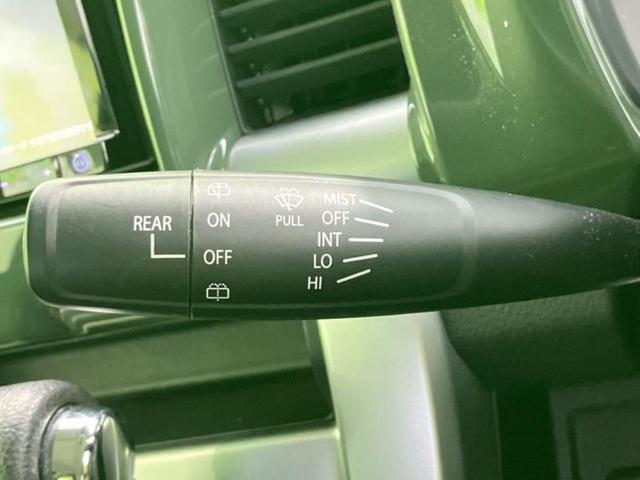 REAR
ON
OFF
PULL
MIST
OFF
INT
LO
HI